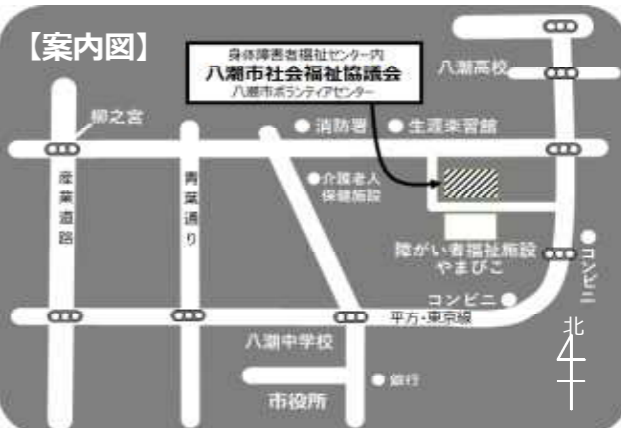 【案内図】
身体障害者福祉センター内
八潮市社会福祉協議会
八潮市ボランティアセンター
八潮高校
柳之宮
消防署
生涯楽習館
産業道路
青葉通り
介護老人
保健施設
障がい者福祉施設
やまびこ
コンビニ
コンビニ
平方・東京線
八潮中学校
北
銀行
市役所